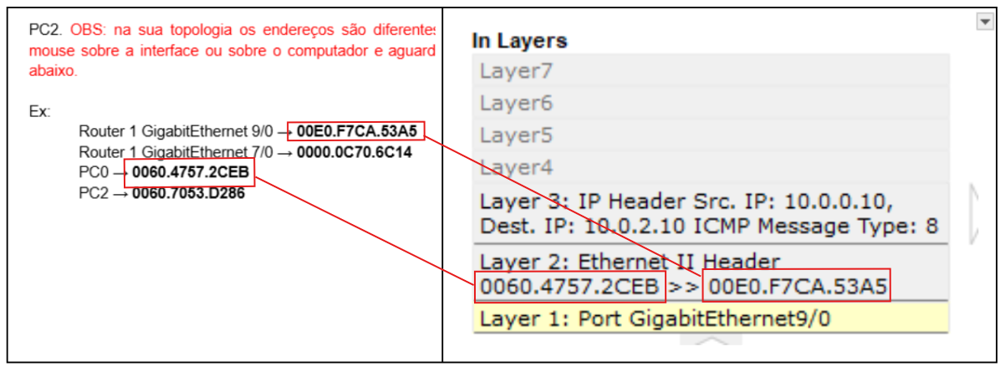 PC2. OBS: na sua topologia os endereços são diferentes
mouse sobre a interface ou sobre o computador e aguard
abaixo.
Ex:
Router 1 GigabitEthernet 9/0 → 00E0.F7CA.53A5
Router 1 GigabitEthernet 7/0 → 0000.0C70.6C14
PC0 → 0060.4757.2CEB
PC2 → 0060.7053.D286
In Layers
Layer7
Layer6
Layer5
Layer4
Layer 3: IP Header Src. IP: 10.0.0.10,
Dest. IP: 10.0.2.10 ICMP Message Type: 8
Layer 2: Ethernet II Header
0060.4757.2CEB >> 00E0.F7CA.53A5
Layer 1: Port GigabitEthernet9/0